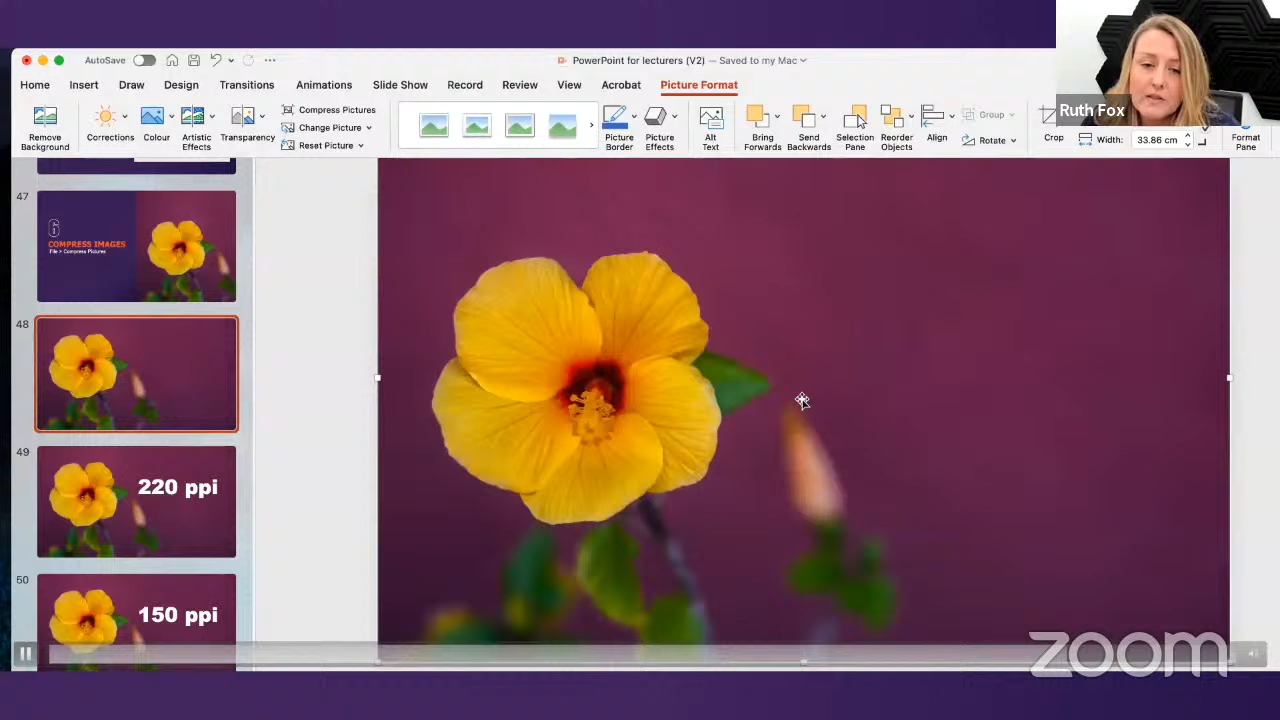 AutoSave
PowerPoint for lecturers (V2) — Saved to my Mac
Home Insert Draw Design Transitions Animations Slide Show Record Review View Acrobat Picture Format
Remove Background
Corrections
Colour
Artistic Effects
Transparency
Compress Pictures
Change Picture
Reset Picture
Picture Border
Picture Effects
Alt Text
Bring Forwards
Send Backwards
Selection Pane
Reorder Objects
Align
Group
Rotate
Crop
Width: 33.86 cm
Format Pane
Ruth Fox
47
6
COMPRESS IMAGES
File > Compress Pictures
48
49
220 ppi
50
150 ppi
zoom